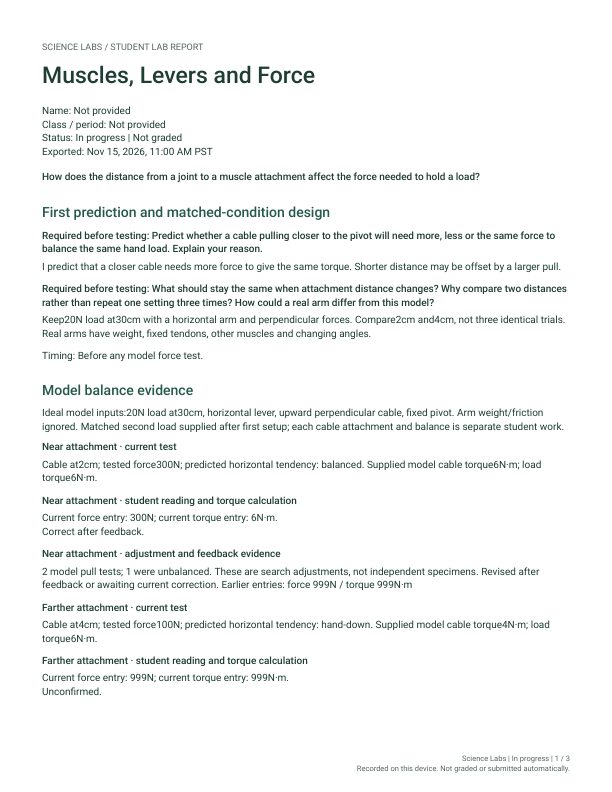 SCIENCE LABS / STUDENT LAB REPORT
Muscles, Levers and Force
Name: Not provided
Class / period: Not provided
Status: In progress | Not graded
Exported: Nov 15, 2026, 11:00 AM PST
How does the distance from a joint to a muscle attachment affect the force needed to hold a load?
First prediction and matched-condition design
Required before testing: Predict whether a cable pulling closer to the pivot will need more, less or the same force to
balance the same hand load. Explain your reason.
I predict that a closer cable needs more force to give the same torque. Shorter distance may be offset by a larger pull.
Required before testing: What should stay the same when attachment distance changes? Why compare two distances
rather than repeat one setting three times? How could a real arm differ from this model?
Keep20N load at30cm with a horizontal arm and perpendicular forces. Compare2cm and4cm, not three identical trials.
Real arms have weight, fixed tendons, other muscles and changing angles.
Timing: Before any model force test.
Model balance evidence
Ideal model inputs:20N load at30cm, horizontal lever, upward perpendicular cable, fixed pivot. Arm weight/friction
ignored. Matched second load supplied after first setup; each cable attachment and balance is separate student work.
Near attachment · current test
Cable at2cm; tested force300N; predicted horizontal tendency: balanced. Supplied model cable torque6N·m; load
torque6N·m.
Near attachment · student reading and torque calculation
Current force entry: 300N; current torque entry: 6N·m.
Correct after feedback.
Near attachment · adjustment and feedback evidence
2 model pull tests; 1 were unbalanced. These are search adjustments, not independent specimens. Revised after
feedback or awaiting current correction. Earlier entries: force 999N / torque 999N·m
Farther attachment · current test
Cable at4cm; tested force100N; predicted horizontal tendency: hand-down. Supplied model cable torque4N·m; load
torque6N·m.
Farther attachment · student reading and torque calculation
Current force entry: 999N; current torque entry: 999N·m.
Unconfirmed.
Science Labs | In progress | 1 / 3
Recorded on this device. Not graded or submitted automatically.